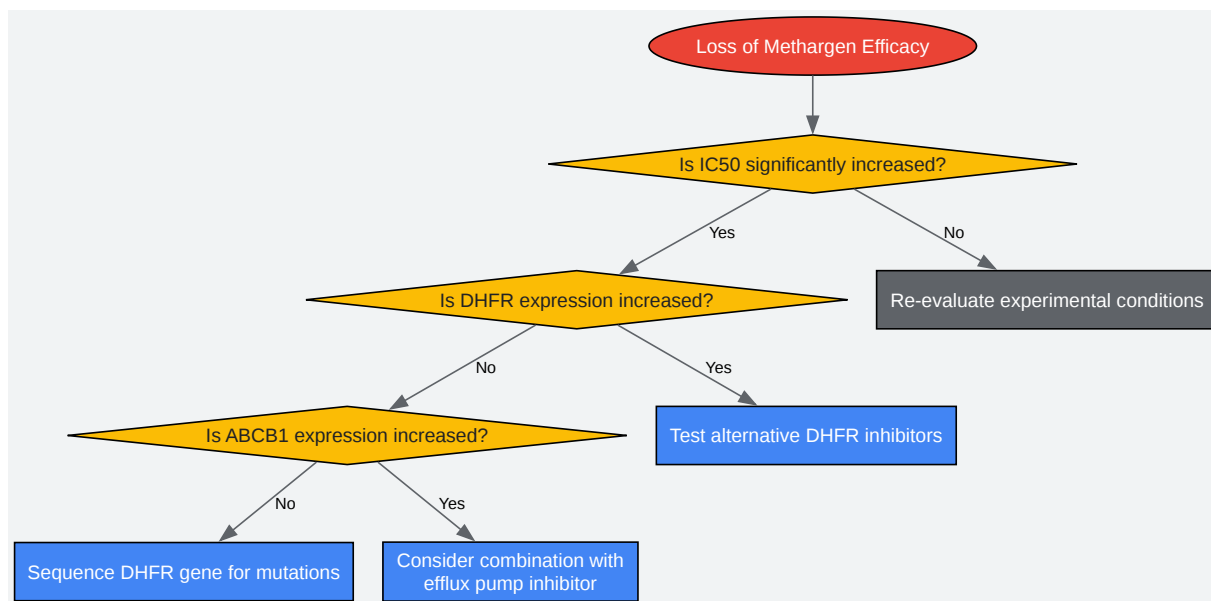 Loss of Methargen Efficacy
Is IC50 significantly increased?
Yes
No
Is DHFR expression increased?
Re-evaluate experimental conditions
No
Yes
Is ABCB1 expression increased?
Test alternative DHFR inhibitors
No
Yes
Sequence DHFR gene for mutations
Consider combination with
efflux pump inhibitor